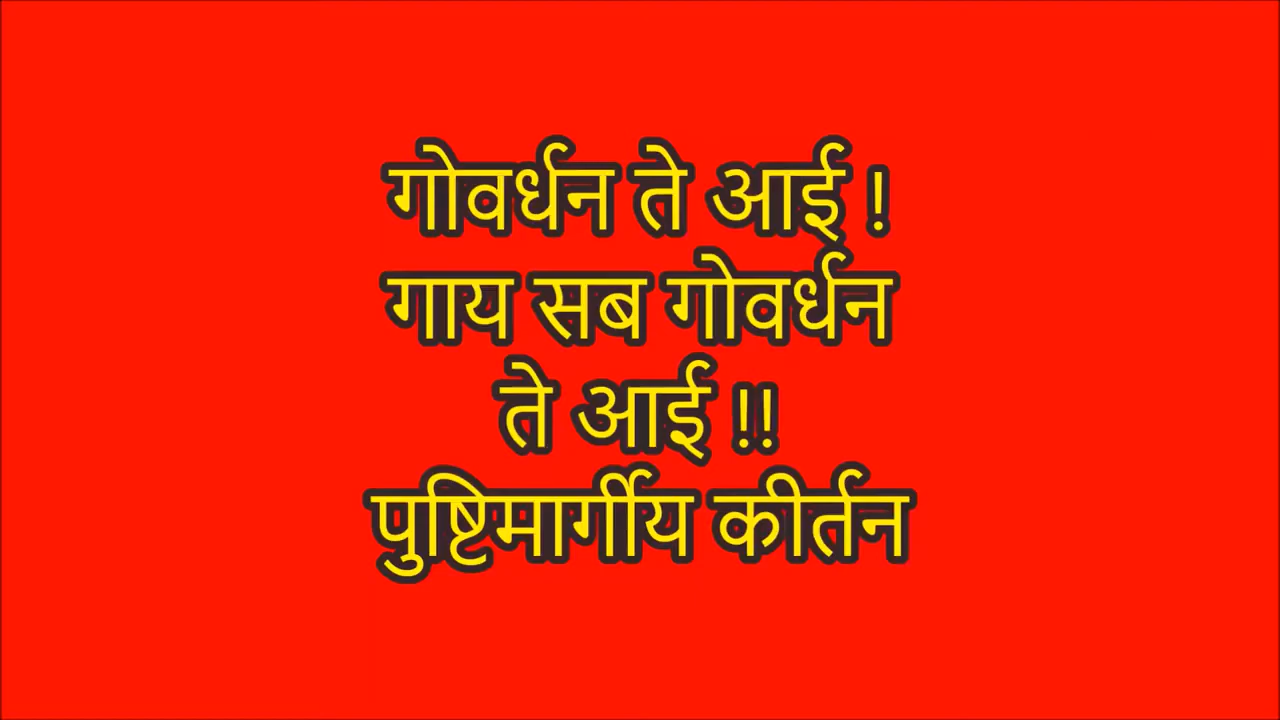 गोवर्धन ते आई !
गाय सब गोवर्धन
ते आई !!
पुष्टिमार्गीय कीर्तन